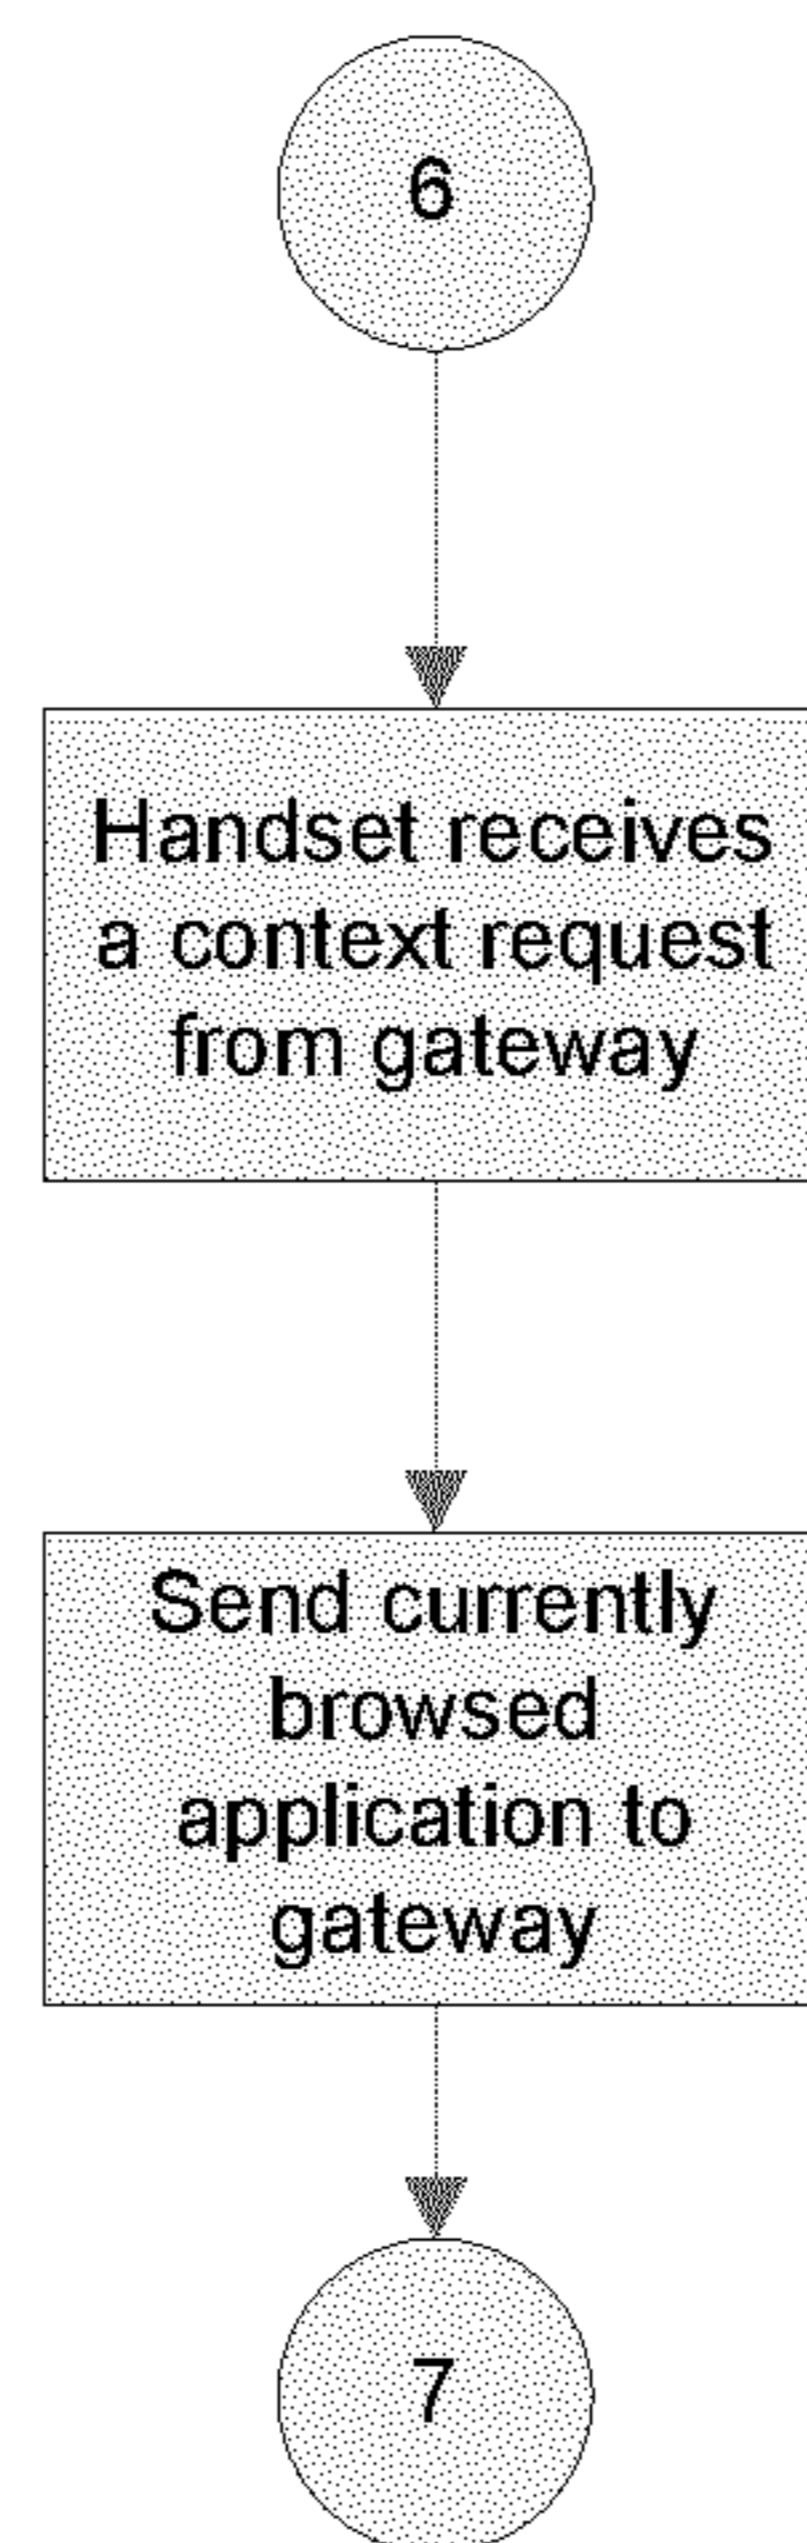 6
Handset receives
a context request
from gateway
Send currently
browsed
application to
gateway
7